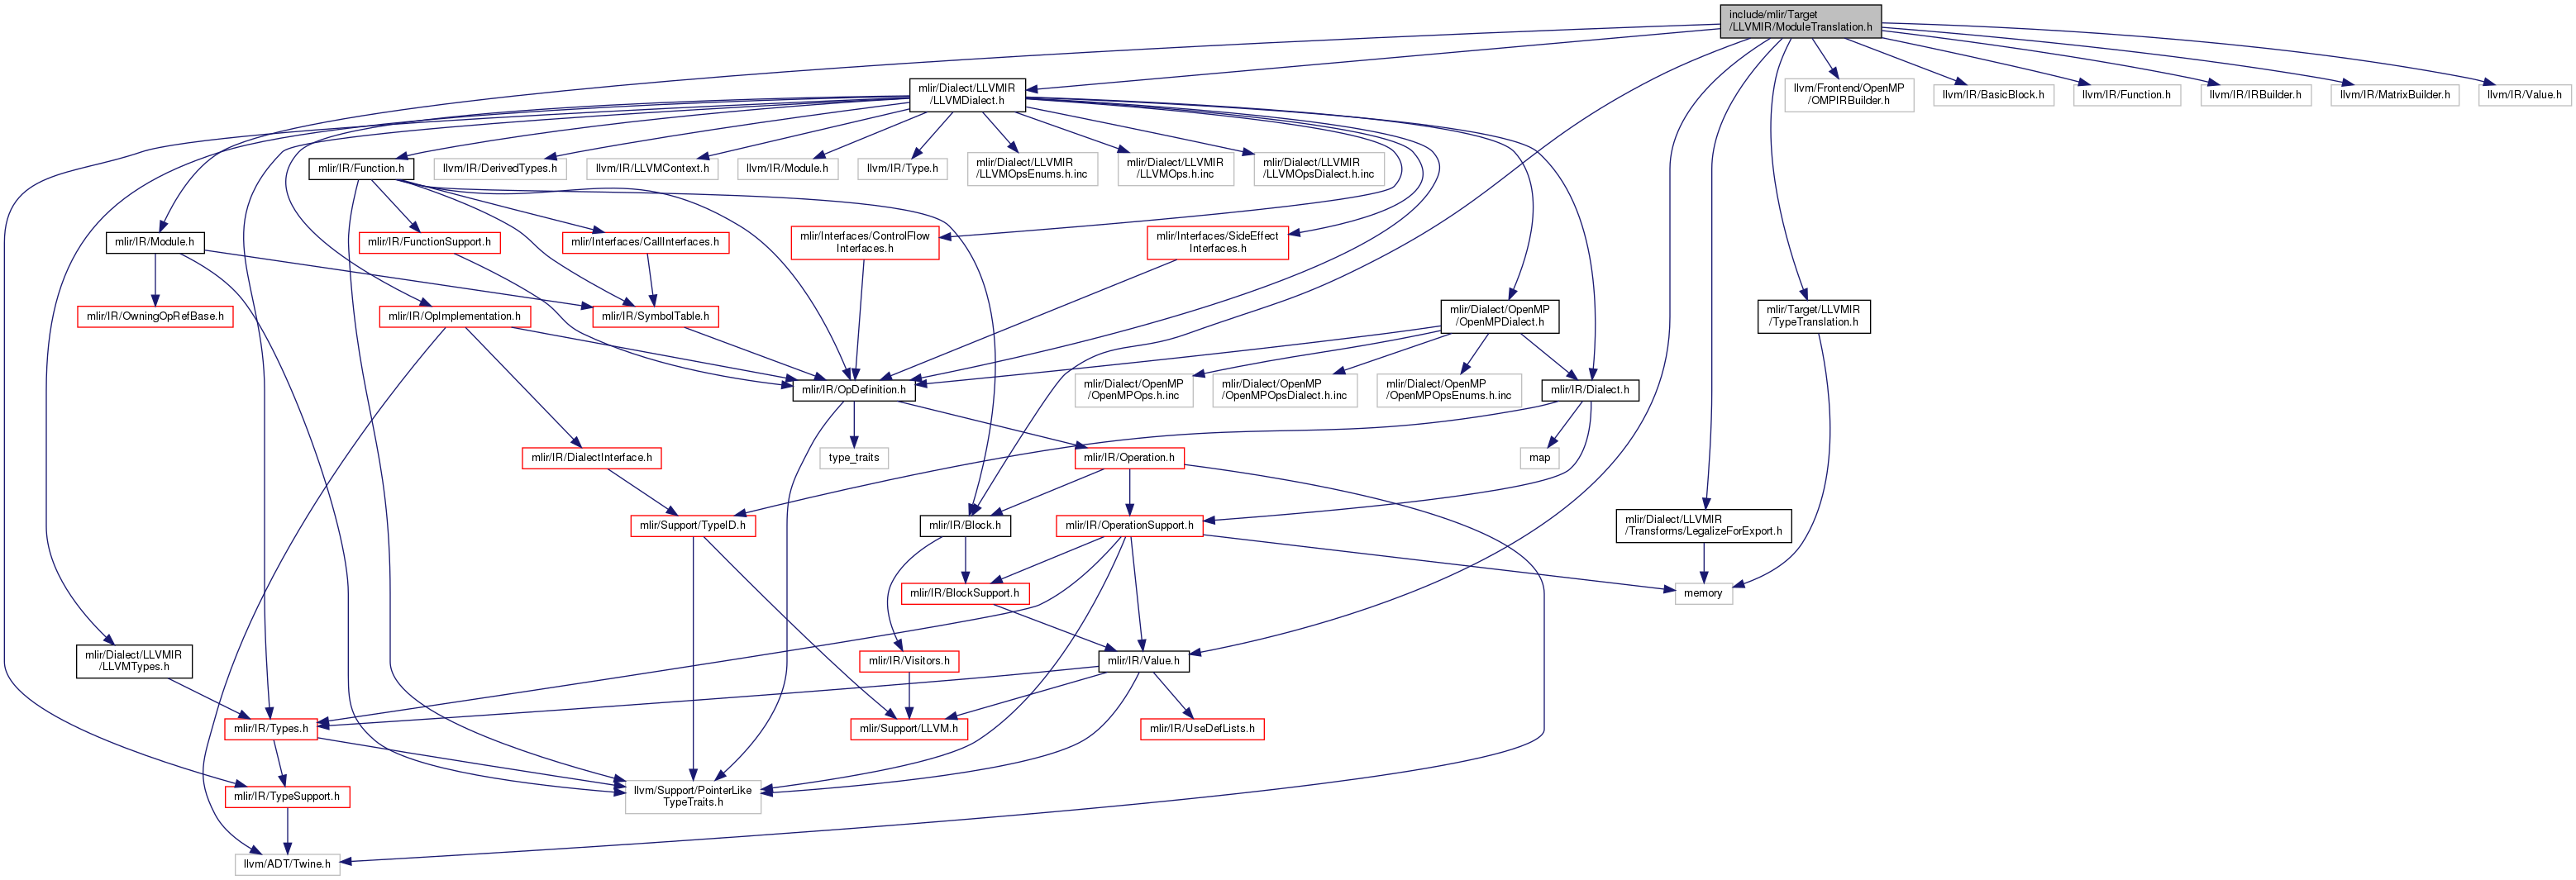 include/mlir/Target
/LLVMIR/ModuleTranslation.h
mlir/Dialect/LLVMIR
/LLVMDialect.h
llvm/Frontend/OpenMP
/OMPIRBuilder.h
llvm/IR/BasicBlock.h
llvm/IR/Function.h
llvm/IR/IRBuilder.h
llvm/IR/MatrixBuilder.h
llvm/IR/Value.h
mlir/IR/Function.h
llvm/IR/DerivedTypes.h
llvm/IR/LLVMContext.h
llvm/IR/Module.h
llvm/IR/Type.h
mlir/Dialect/LLVMIR
/LLVMOpsEnums.h.inc
mlir/Dialect/LLVMIR
/LLVMOps.h.inc
mlir/Dialect/LLVMIR
/LLVMOpsDialect.h.inc
mlir/IR/Module.h
mlir/IR/FunctionSupport.h
mlir/Interfaces/CallInterfaces.h
mlir/Interfaces/ControlFlow
Interfaces.h
mlir/Interfaces/SideEffect
Interfaces.h
mlir/IR/OwningOpRefBase.h
mlir/IR/OpImplementation.h
mlir/IR/SymbolTable.h
mlir/Dialect/OpenMP
/OpenMPDialect.h
mlir/Target/LLVMIR
/TypeTranslation.h
mlir/IR/OpDefinition.h
mlir/Dialect/OpenMP
/OpenMPOps.h.inc
mlir/Dialect/OpenMP
/OpenMPOpsDialect.h.inc
mlir/Dialect/OpenMP
/OpenMPOpsEnums.h.inc
mlir/IR/Dialect.h
mlir/IR/DialectInterface.h
type_traits
mlir/IR/Operation.h
map
mlir/Support/TypeID.h
mlir/IR/Block.h
mlir/IR/OperationSupport.h
mlir/Dialect/LLVMIR
/Transforms/LegalizeForExport.h
mlir/IR/BlockSupport.h
memory
mlir/Dialect/LLVMIR
/LLVMTypes.h
mlir/IR/Visitors.h
mlir/IR/Value.h
mlir/IR/Types.h
mlir/Support/LLVM.h
mlir/IR/UseDefLists.h
mlir/IR/TypeSupport.h
llvm/Support/PointerLike
TypeTraits.h
llvm/ADT/Twine.h